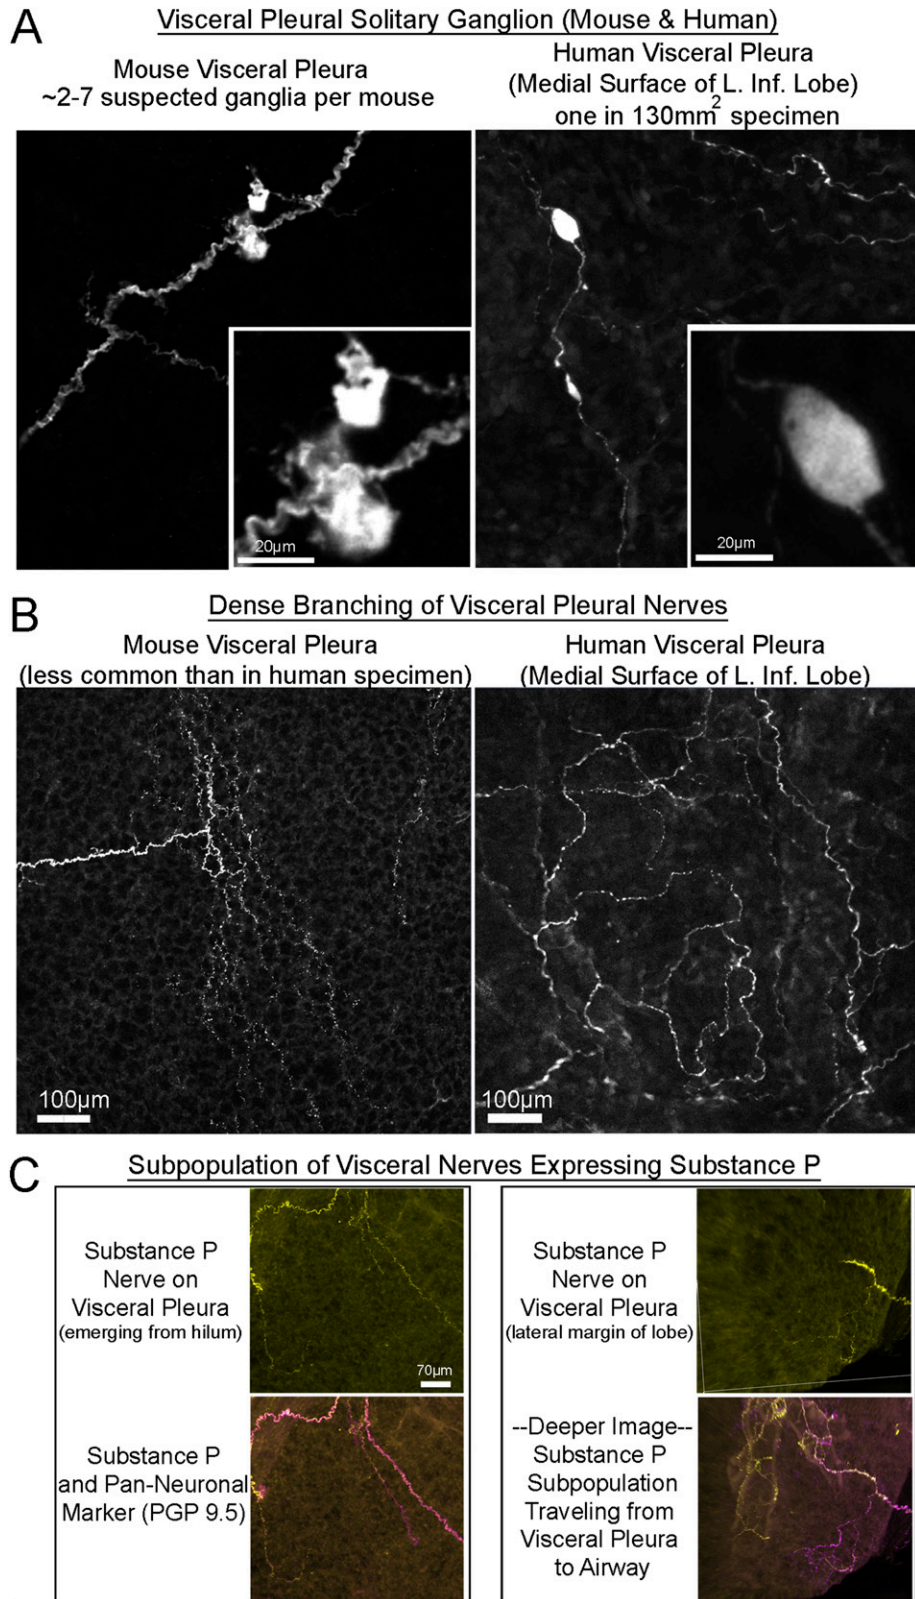 A
Visceral Pleural Solitary Ganglion (Mouse & Human)
Mouse Visceral Pleura
~2-7 suspected ganglia per mouse
Human Visceral Pleura
(Medial Surface of L. Inf. Lobe)
one in 130mm² specimen
20µm
20µm
B
Dense Branching of Visceral Pleural Nerves
Mouse Visceral Pleura
(less common than in human specimen)
Human Visceral Pleura
(Medial Surface of L. Inf. Lobe)
100µm
100µm
C
Subpopulation of Visceral Nerves Expressing Substance P
Substance P
Nerve on
Visceral Pleura
(emerging from hilum)
70µm
Substance P
and Pan-Neuronal
Marker (PGP 9.5)
Substance P
Nerve on
Visceral Pleura
(lateral margin of lobe)
--Deeper Image--
Substance P
Subpopulation
Traveling from
Visceral Pleura
to Airway